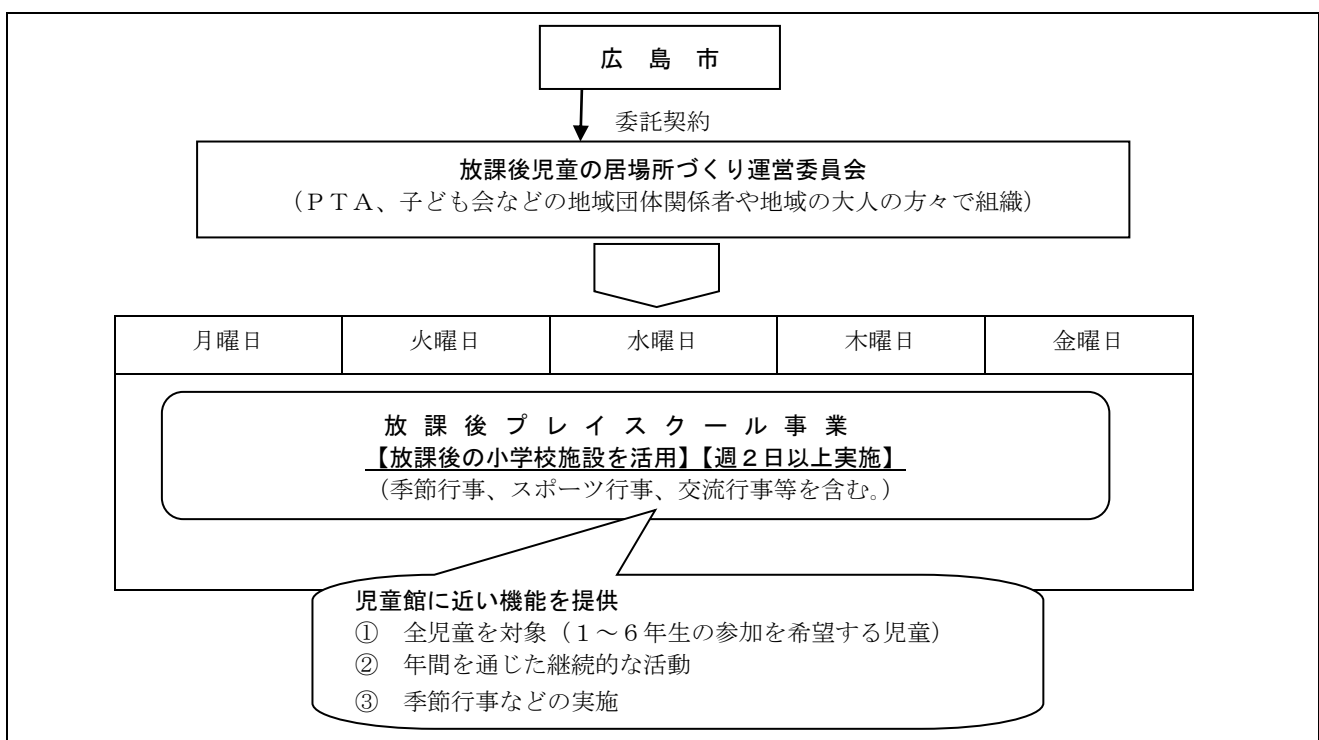 広 島 市
委託契約
放課後児童の居場所づくり運営委員会
（ＰＴＡ、子ども会などの地域団体関係者や地域の大人の方々で組織）
月曜日 火曜日 水曜日 木曜日 金曜日
放 課 後 プ レ イ ス ク ー ル 事 業
【放課後の小学校施設を活用】【週２日以上実施】
（季節行事、スポーツ行事、交流行事等を含む。）
児童館に近い機能を提供
① 全児童を対象（１～６年生の参加を希望する児童）
② 年間を通じた継続的な活動
③ 季節行事などの実施